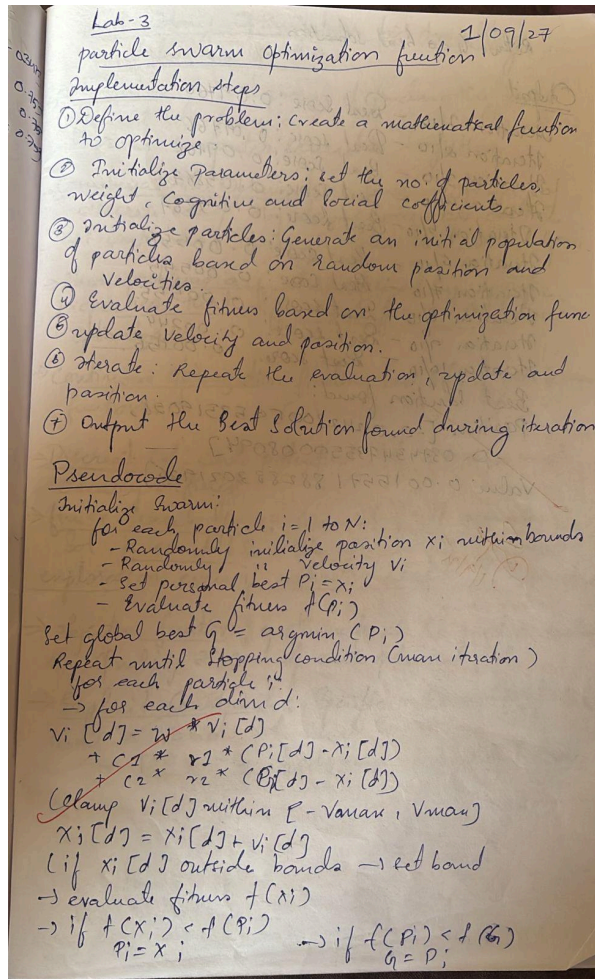 Lab-3
1/09/27
particle swarm optimization function
Implementation steps
① Define the problem: Create a mathematical function
to optimize
② Initialize Parameters: set the no. of particles,
weight, Cognitive and Social coefficients
③ Initialize particles: Generate an initial population
of particles based on random position and
velocities.
④ Evaluate fitness based on the optimization func
⑤ update velocity and position.
⑥ Iterate: Repeat the evaluation, update and
position.
⑦ Output the Best Solution found during iteration
Pseudocode
Initialize Swarm:
for each particle i=1 to N:
- Randomly initialize position xi within bounds
- Randomly " velocity Vi
- Set personal best Pi = xi
- Evaluate fitness f(Pi)
Set global best G = argmin (Pi)
Repeat until Stopping condition (max iteration)
for each particle i:
→ for each dim d:
Vi [d] = w * Vi [d]
+ C1 * r1 * (Pi[d] - Xi [d])
+ C2 * r2 * (G[d] - Xi [d])
Clamp Vi [d] within [-Vmax, Vmax]
Xi [d] = Xi [d] + Vi [d]
(if Xi [d] outside bounds → set bound
→ evaluate fitness f(Xi)
→ if f(Xi) < f(Pi)
Pi = Xi
→ if f(Pi) < f(G)
G = Pi